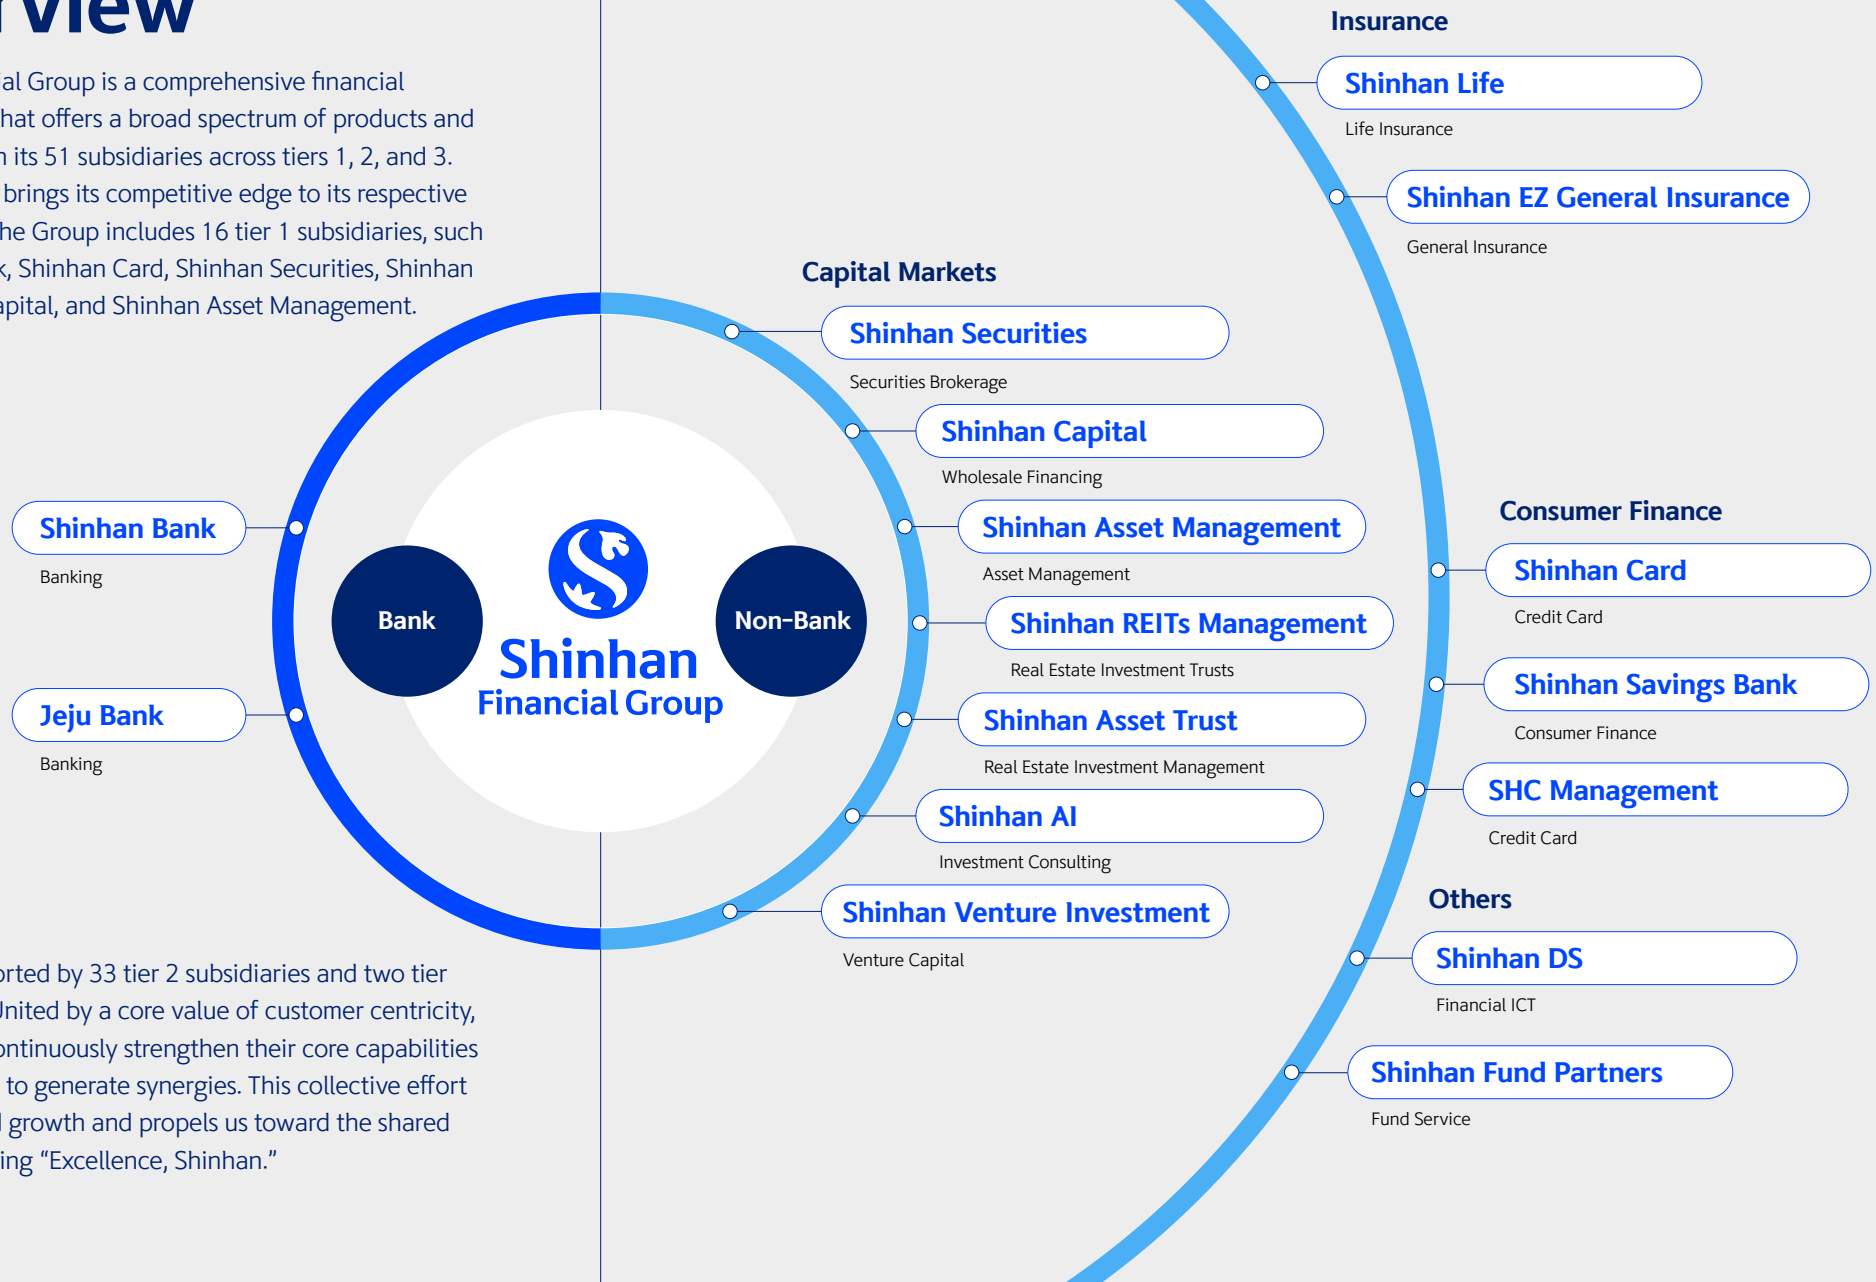 rview
al Group is a comprehensive financial
hat offers a broad spectrum of products and
its 51 subsidiaries across tiers 1, 2, and 3.
brings its competitive edge to its respective
he Group includes 16 tier 1 subsidiaries, such
Shinhan Card, Shinhan Securities, Shinhan
apital, and Shinhan Asset Management.
Shinhan Bank
Banking
Jeju Bank
Banking
Bank
Shinhan
Financial Group
Non-Bank
orted by 33 tier 2 subsidiaries and two tier
United by a core value of customer centricity,
ontinuously strengthen their core capabilities
to generate synergies. This collective effort
growth and propels us toward the shared
ing “Excellence, Shinhan.”
Capital Markets
Shinhan Securities
Securities Brokerage
Shinhan Capital
Wholesale Financing
Shinhan Asset Management
Asset Management
Shinhan REITs Management
Real Estate Investment Trusts
Shinhan Asset Trust
Real Estate Investment Management
Shinhan AI
Investment Consulting
Shinhan Venture Investment
Venture Capital
Insurance
Shinhan Life
Life Insurance
Shinhan EZ General Insurance
General Insurance
Consumer Finance
Shinhan Card
Credit Card
Shinhan Savings Bank
Consumer Finance
SHC Management
Credit Card
Others
Shinhan DS
Financial ICT
Shinhan Fund Partners
Fund Service